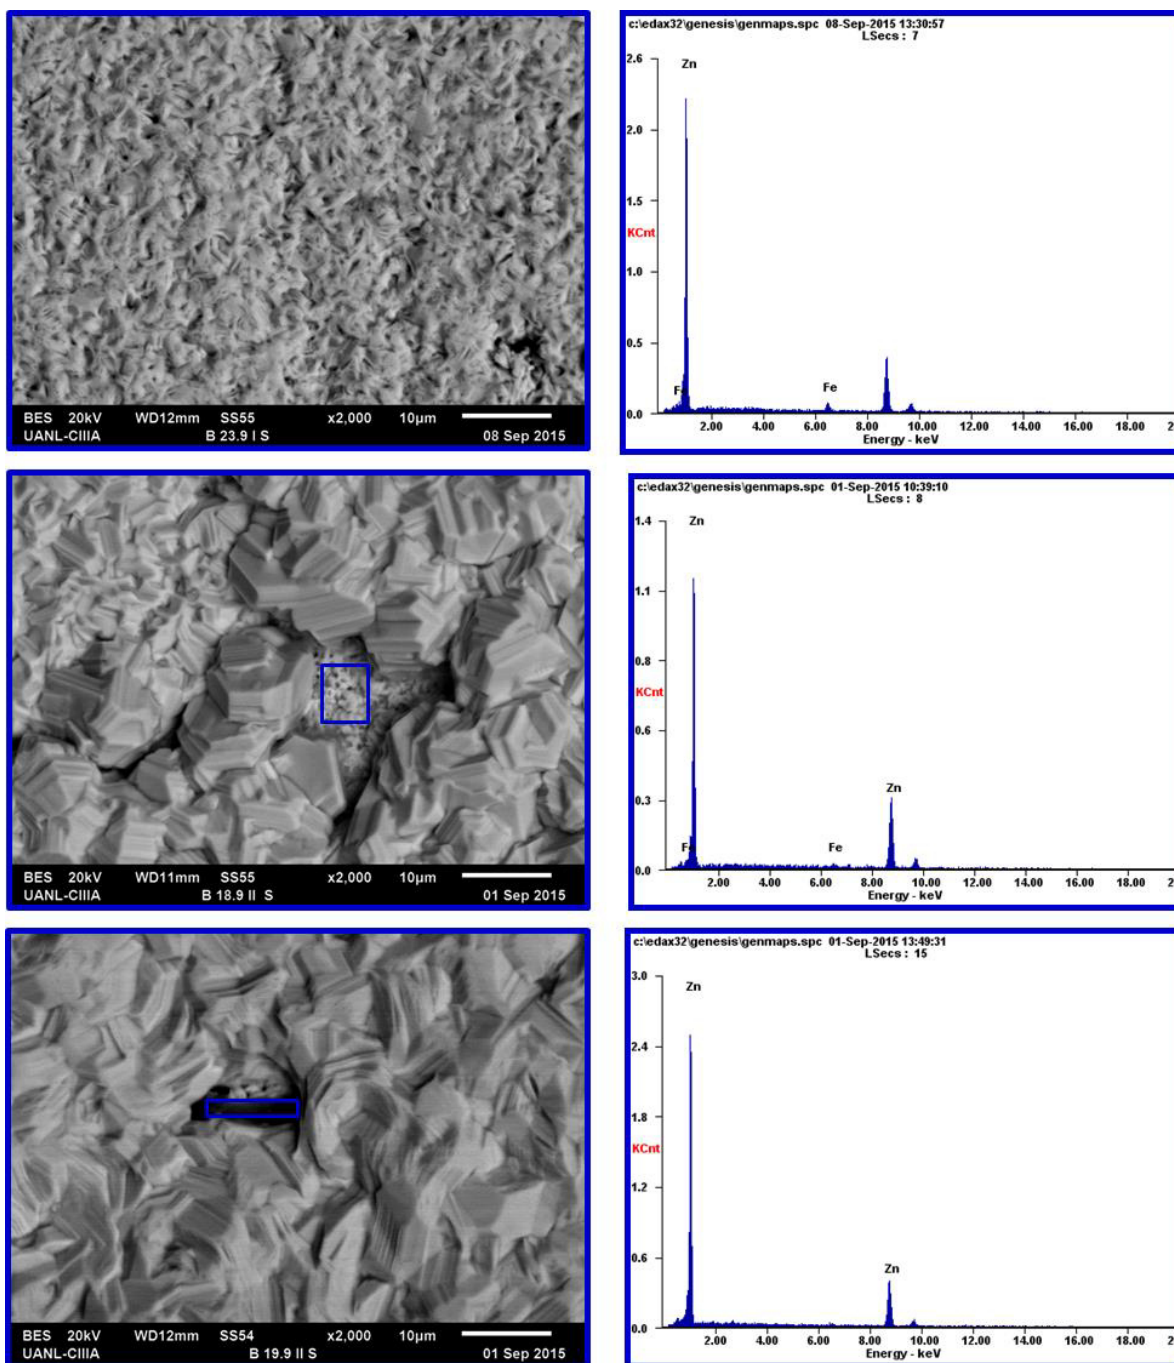 c:\edax32\genesis\genmaps.spc 08-Sep-2015 13:30:57
LSecs : 7
2.6
Zn
2.0
1.5
KCnt
1.0
0.5
Fe
Fe
0.0
2.00 4.00 6.00 8.00 10.00 12.00 14.00 16.00 18.00
Energy - keV
BES 20kV WD12mm SS55 x2,000 10µm
UANL-CIIIA B 23.9 I S 08 Sep 2015
c:\edax32\genesis\genmaps.spc 01-Sep-2015 10:39:10
LSecs : 8
1.4
Zn
1.1
0.8
KCnt
0.6
0.3
Zn
Fe
Fe
0.0
2.00 4.00 6.00 8.00 10.00 12.00 14.00 16.00 18.00
Energy - keV
BES 20kV WD11mm SS55 x2,000 10µm
UANL-CIIIA B 18.9 II S 01 Sep 2015
c:\edax32\genesis\genmaps.spc 01-Sep-2015 13:49:31
LSecs : 15
3.0
Zn
2.4
1.8
KCnt
1.2
0.6
Zn
0.0
2.00 4.00 6.00 8.00 10.00 12.00 14.00 16.00 18.00
Energy - keV
BES 20kV WD12mm SS54 x2,000 10µm
UANL-CIIIA B 19.9 II S 01 Sep 2015